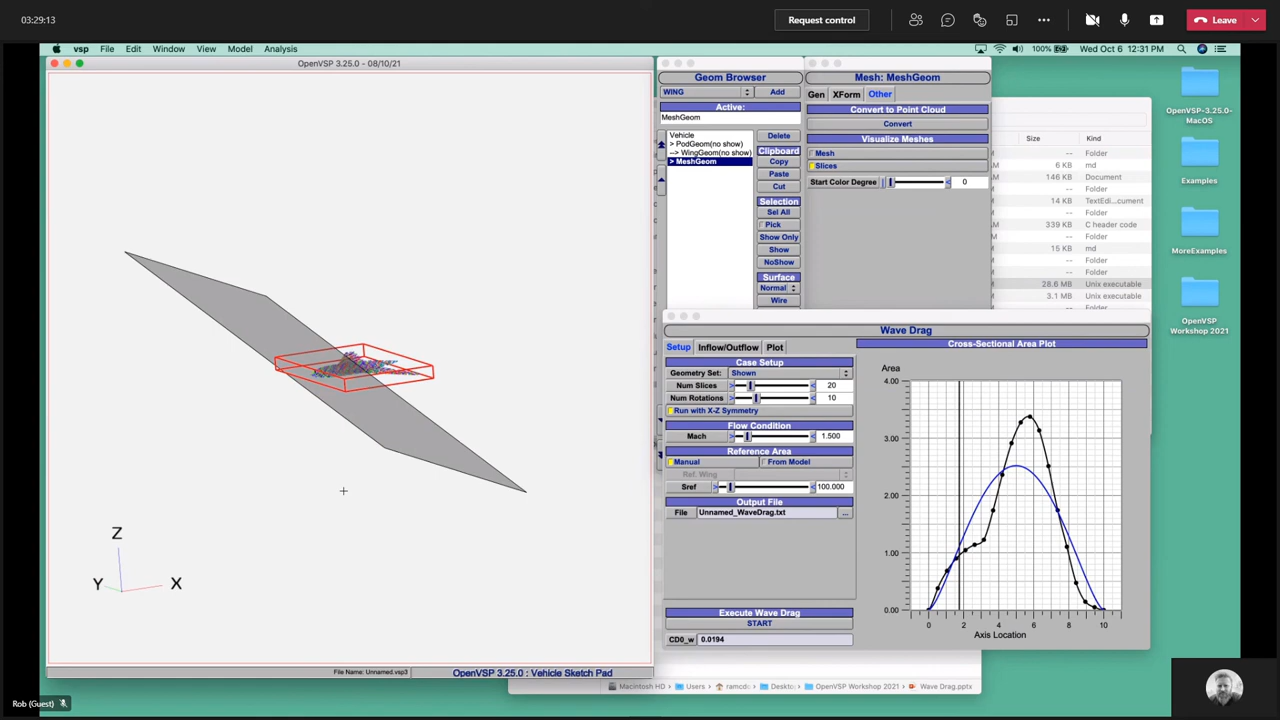 03:29:13
Request control
Leave
vsp File Edit Window View Model Analysis
100% Wed Oct 6 12:31 PM
OpenVSP 3.25.0 - 08/10/21
Z
Y
X
File Name: Unnamed.vsp3
OpenVSP 3.25.0 : Vehicle Sketch Pad
Geom Browser
WING Add
Active:
MeshGeom
Vehicle
> PodGeom(no show)
--> WingGeom(no show)
> MeshGeom
Delete
Clipboard
Copy
Paste
Cut
Selection
Sel All
Pick
Show Only
Show
NoShow
Surface
Normal
Wire
Mesh: MeshGeom
Gen XForm Other
Convert to Point Cloud
Convert
Visualize Meshes
Mesh
Slices
Start Color Degree 0
Size Kind
-- Folder
6 KB md
146 KB Document
-- Folder
14 KB TextEdi...cument
-- Folder
339 KB C header code
-- Folder
15 KB md
-- Folder
-- Folder
28.6 MB Unix executable
3.1 MB Unix executable
OpenVSP-3.25.0-
MacOS
Examples
MoreExamples
OpenVSP
Workshop 2021
Wave Drag
Setup Inflow/Outflow Plot
Case Setup
Geometry Set: Shown
Num Slices > < 20
Num Rotations > < 10
Run with X-Z Symmetry
Flow Condition
Mach > < 1.500
Reference Area
Manual From Model
Ref. Wing
Sref > < 100.000
Output File
File Unnamed_WaveDrag.txt ...
Execute Wave Drag
START
CD0_w 0.0194
Cross-Sectional Area Plot
Area
4.00
3.00
2.00
1.00
0.00
0 2 4 6 8 10
Axis Location
Macintosh HD Users ramcdo Desktop OpenVSP Workshop 2021 Wave Drag.pptx
Rob (Guest)